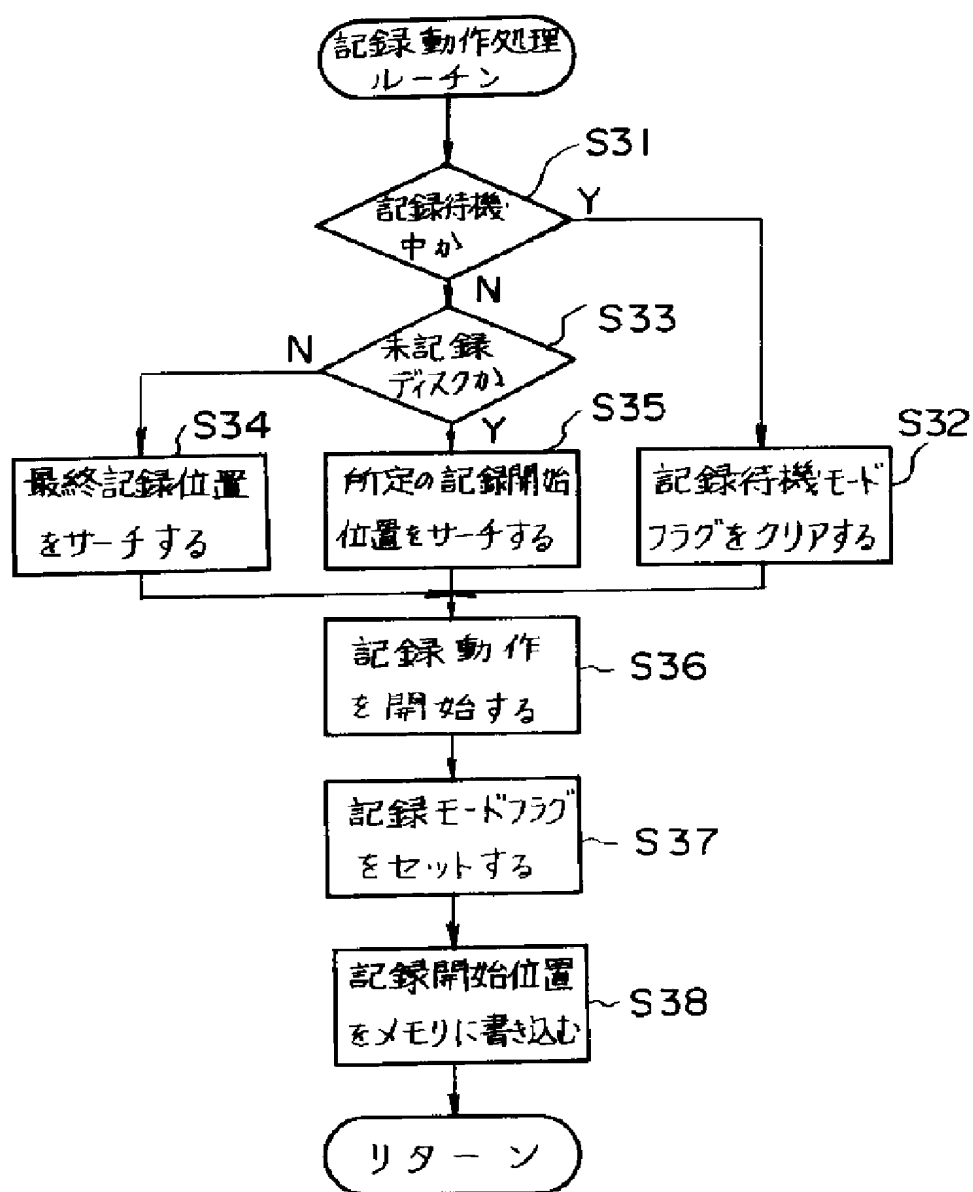 記録動作処理
ルーチン
S31
記録待機
中か
Y
N
S33
未記録
ディスクか
N
Y
S34
最終記録位置
をサーチする
S35
所定の記録開始
位置をサーチする
S32
記録待機モード
フラグをクリアする
記録動作
を開始する
S36
記録モードフラグ
をセットする
S37
記録開始位置
をメモリに書き込む
S38
リターン